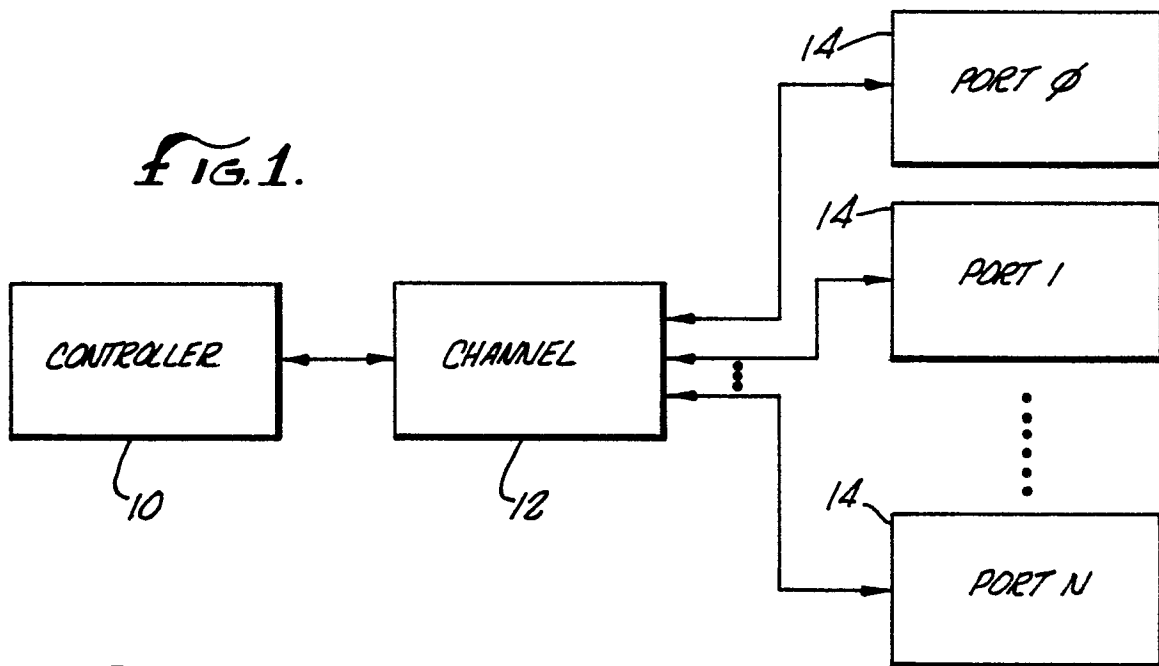 FIG. 1.
14
PORT Ø
14
PORT 1
CONTROLLER
CHANNEL
10
12
14
PORT N